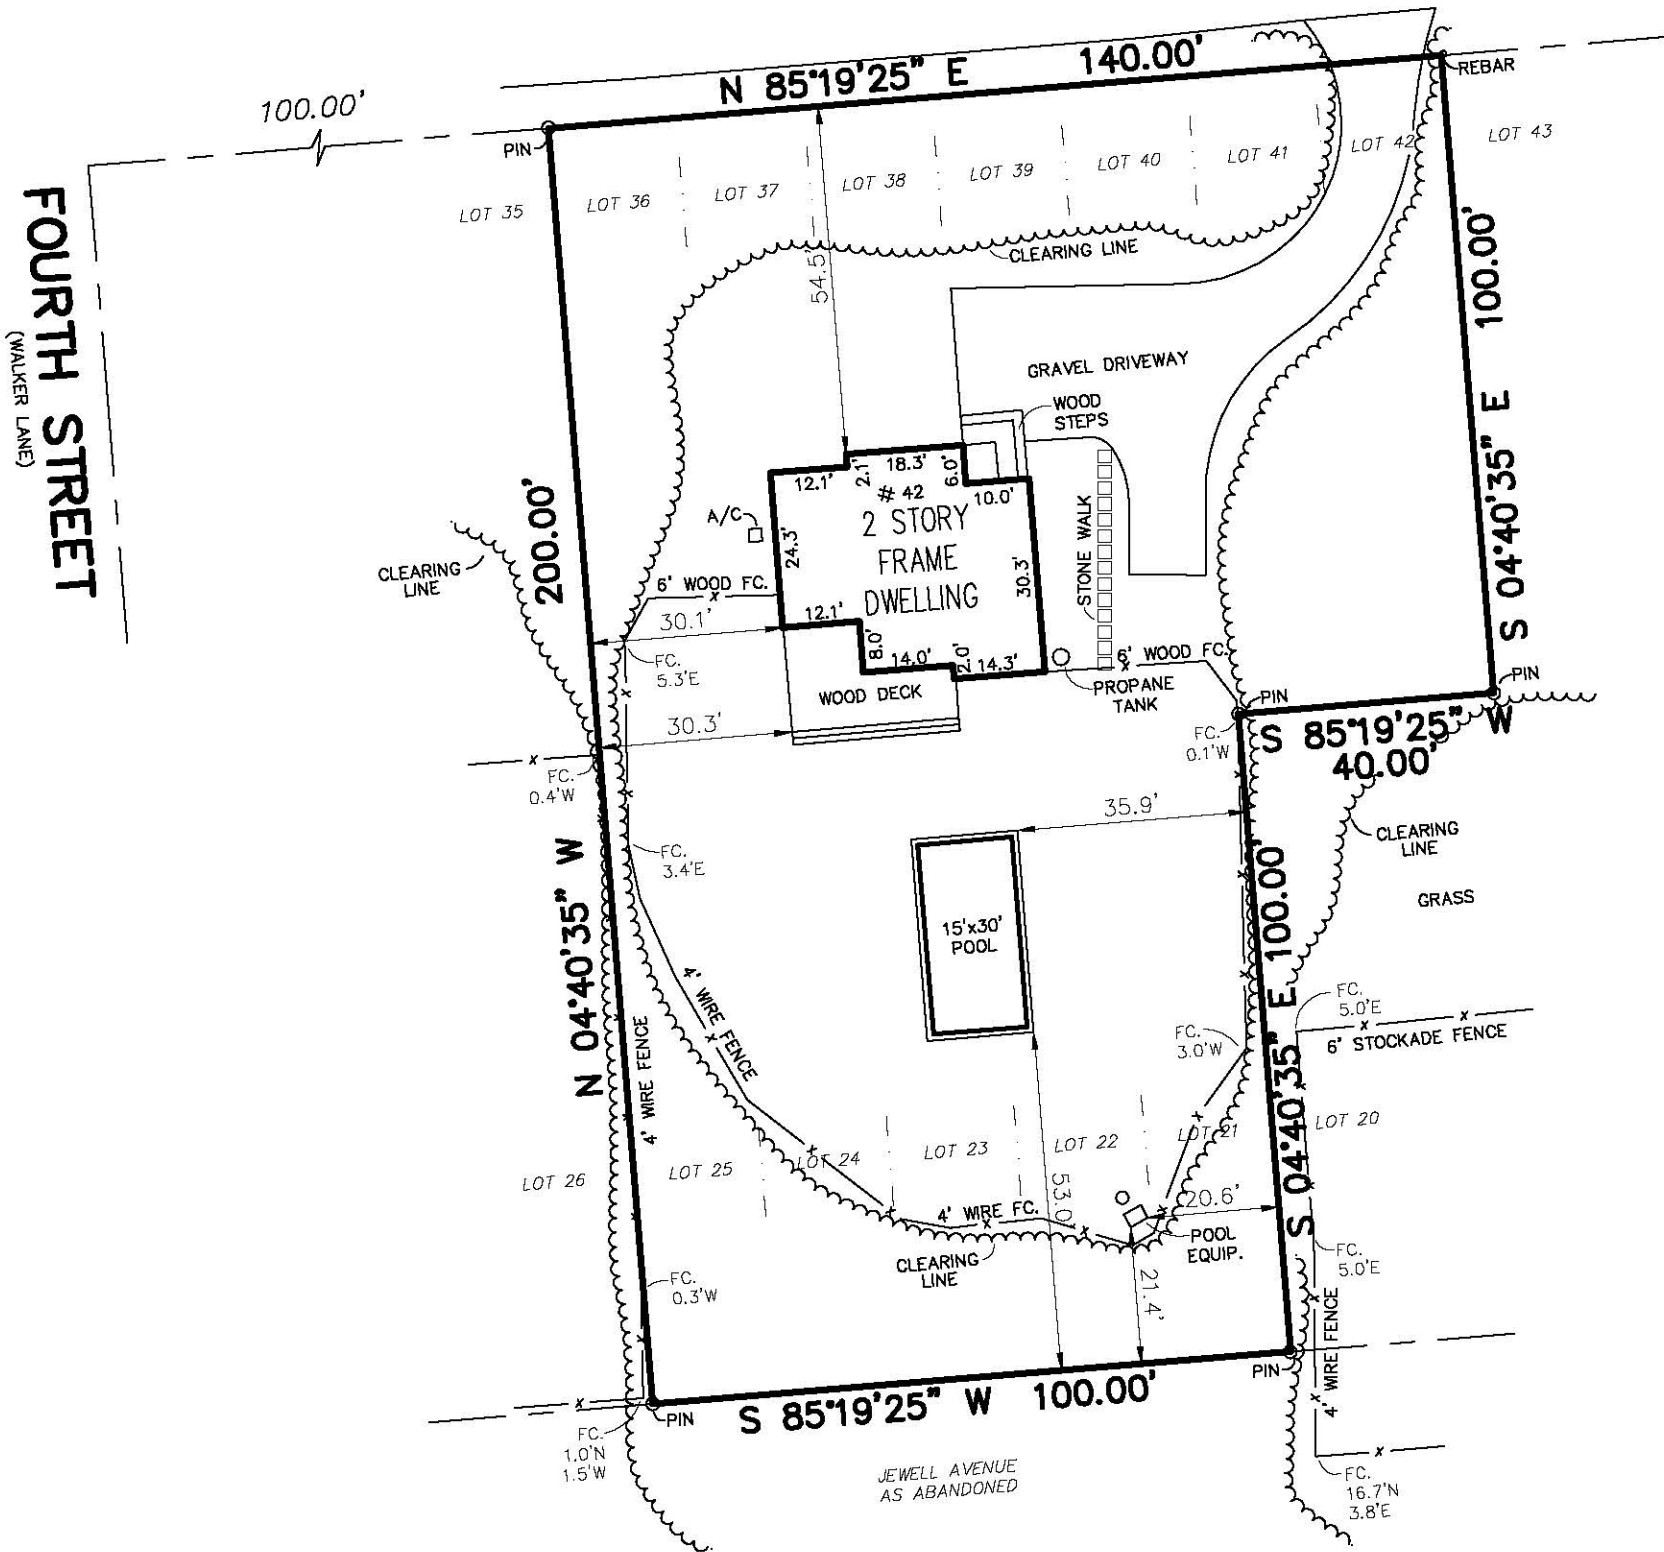 N 85°19'25" E 140.00'
100.00'
REBAR
PIN
LOT 35
LOT 36
LOT 37
LOT 38
LOT 39
LOT 40
LOT 41
LOT 42
LOT 43
FOURTH STREET
(WALKER LANE)
CLEARING LINE
54.5'
S 04°40'35" E 100.00'
GRAVEL DRIVEWAY
WOOD
STEPS
200.00'
N 04°40'35" W
12.1'
2.1'
18.3'
6.0'
10.0'
# 42
2 STORY
FRAME
DWELLING
A/C
24.3'
30.3'
STONE WALK
CLEARING
LINE
6' WOOD FC.
30.1'
12.1'
8.0'
14.0'
2.0'
14.3'
6' WOOD FC.
FC.
5.3'E
WOOD DECK
PROPANE
TANK
PIN
PIN
30.3'
FC.
0.1'W
S 85°19'25" W
40.00'
FC.
0.4'W
35.9'
CLEARING
LINE
FC.
3.4'E
GRASS
15'x30'
POOL
S 04°40'35" E 100.00'
4' WIRE FENCE
4' WIRE FENCE
FC.
5.0'E
FC.
3.0'W
6' STOCKADE FENCE
LOT 26
LOT 25
LOT 24
LOT 23
LOT 22
LOT 21
LOT 20
53.0'
20.6'
4' WIRE FC.
POOL
EQUIP.
CLEARING
LINE
21.4'
FC.
5.0'E
FC.
0.3'W
4' WIRE FENCE
PIN
PIN
S 85°19'25" W 100.00'
FC.
1.0'N
1.5'W
JEWELL AVENUE
AS ABANDONED
FC.
16.7'N
3.8'E